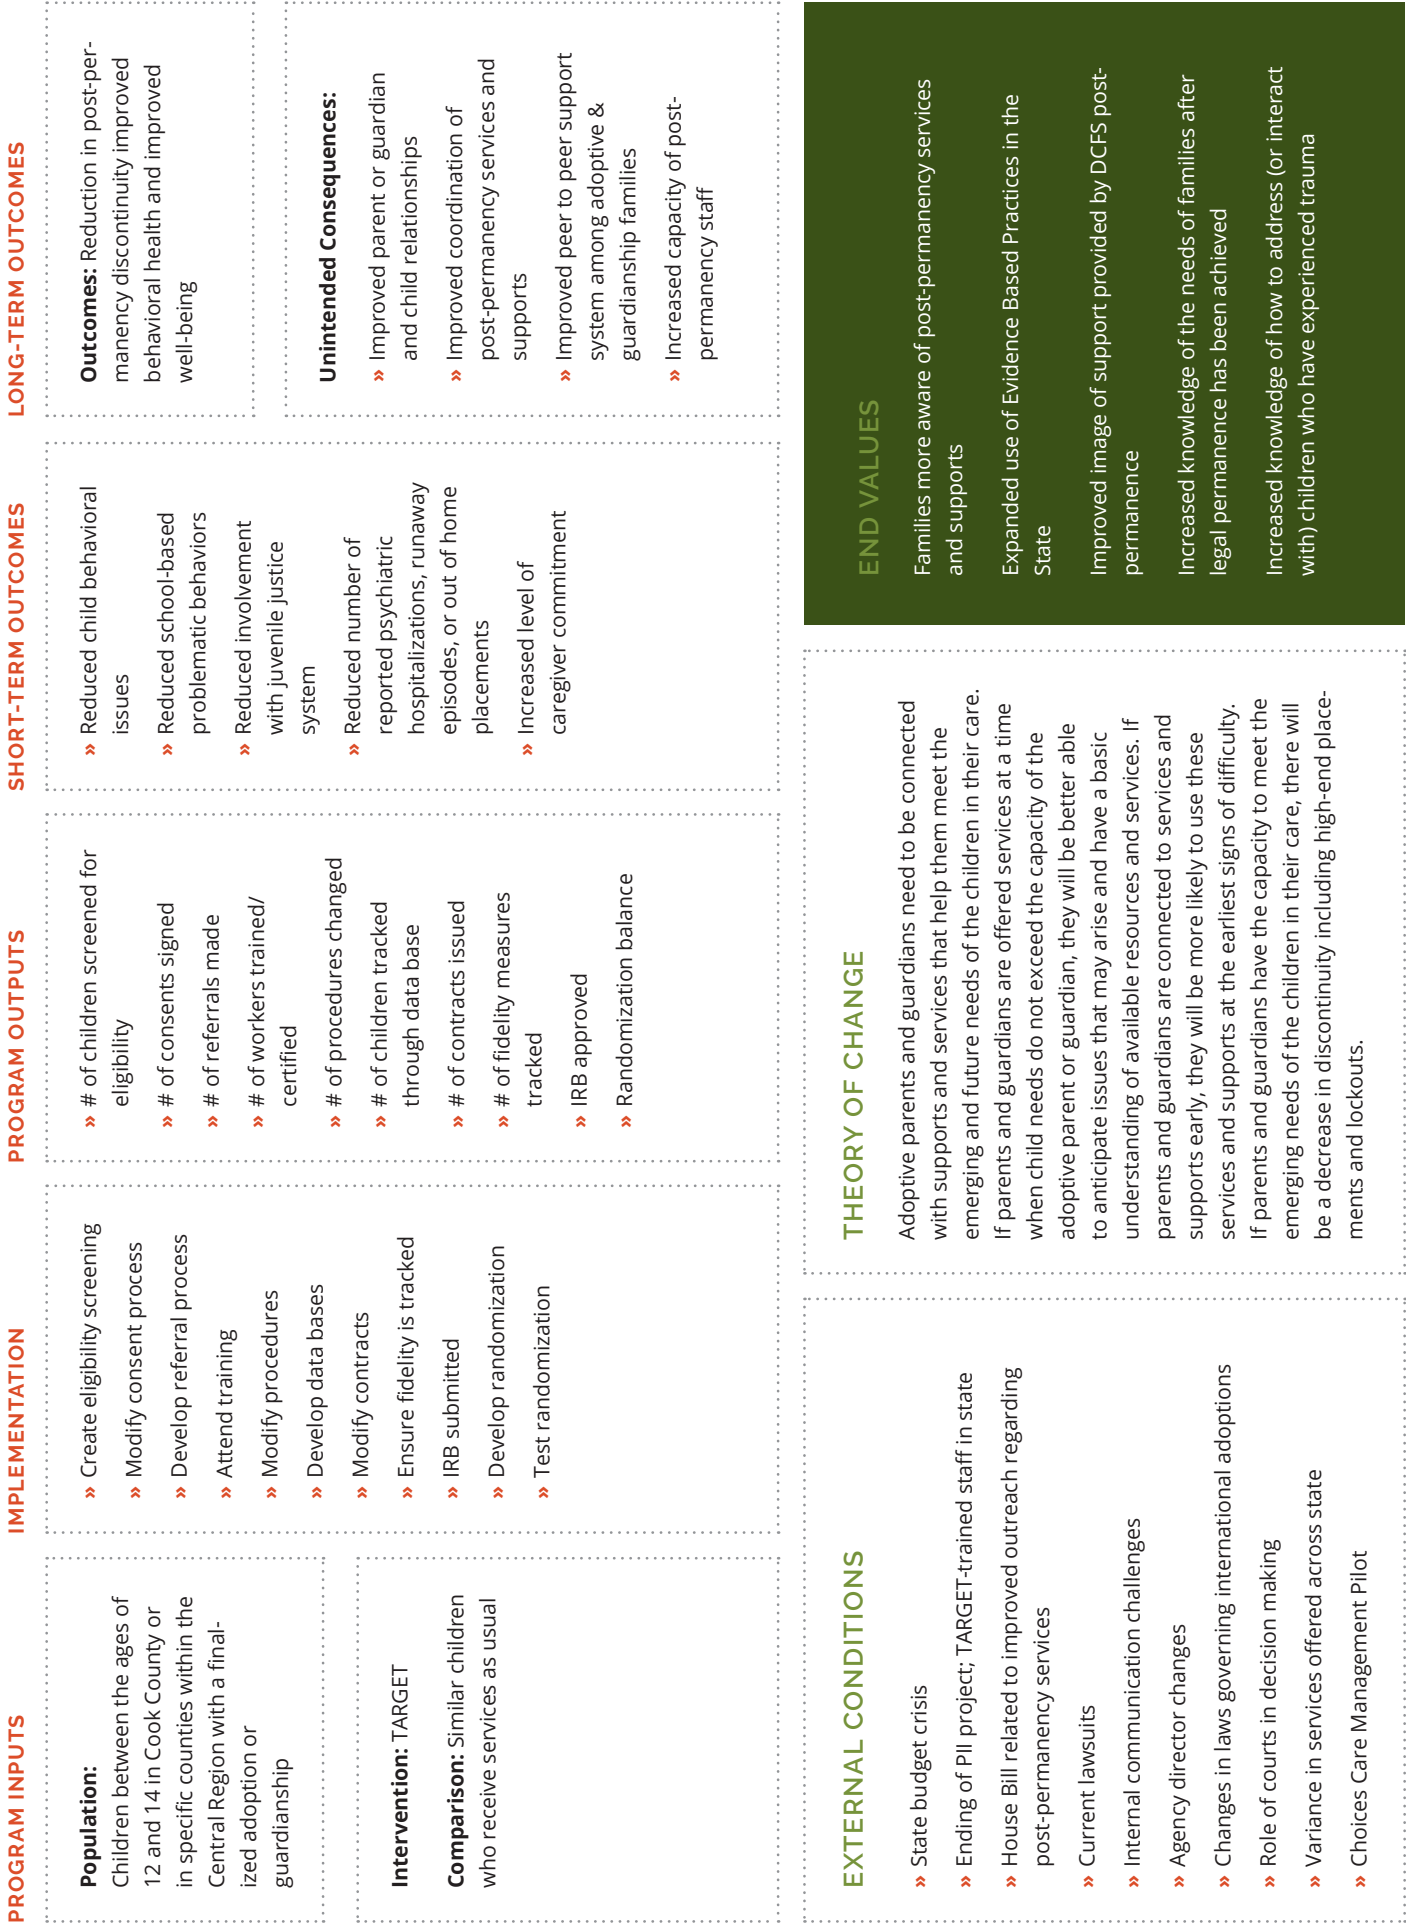 PROGRAM INPUTS
Population:
Children between the ages of
12 and 14 in Cook County or
in specific counties within the
Central Region with a final-
ized adoption or
guardianship
Intervention: TARGET
Comparison: Similar children
who receive services as usual
IMPLEMENTATION
» Create eligibility screening
» Modify consent process
» Develop referral process
» Attend training
» Modify procedures
» Develop data bases
» Modify contracts
» Ensure fidelity is tracked
» IRB submitted
» Develop randomization
» Test randomization
PROGRAM OUTPUTS
» # of children screened for
eligibility
» # of consents signed
» # of referrals made
» # of workers trained/
certified
» # of procedures changed
» # of children tracked
through data base
» # of contracts issued
» # of fidelity measures
tracked
» IRB approved
» Randomization balance
SHORT-TERM OUTCOMES
» Reduced child behavioral
issues
» Reduced school-based
problematic behaviors
» Reduced involvement
with juvenile justice
system
» Reduced number of
reported psychiatric
hospitalizations, runaway
episodes, or out of home
placements
» Increased level of
caregiver commitment
LONG-TERM OUTCOMES
Outcomes: Reduction in post-per-
manency discontinuity improved
behavioral health and improved
well-being
Unintended Consequences:
» Improved parent or guardian
and child relationships
» Improved coordination of
post-permanency services and
supports
» Improved peer to peer support
system among adoptive &
guardianship families
» Increased capacity of post-
permanency staff
EXTERNAL CONDITIONS
» State budget crisis
» Ending of PII project; TARGET-trained staff in state
» House Bill related to improved outreach regarding
post-permanency services
» Current lawsuits
» Internal communication challenges
» Agency director changes
» Changes in laws governing international adoptions
» Role of courts in decision making
» Variance in services offered across state
» Choices Care Management Pilot
THEORY OF CHANGE
Adoptive parents and guardians need to be connected
with supports and services that help them meet the
emerging and future needs of the children in their care.
If parents and guardians are offered services at a time
when child needs do not exceed the capacity of the
adoptive parent or guardian, they will be better able
to anticipate issues that may arise and have a basic
understanding of available resources and services. If
parents and guardians are connected to services and
supports early, they will be more likely to use these
services and supports at the earliest signs of difficulty.
If parents and guardians have the capacity to meet the
emerging needs of the children in their care, there will
be a decrease in discontinuity including high-end place-
ments and lockouts.
END VALUES
Families more aware of post-permanency services
and supports
Expanded use of Evidence Based Practices in the
State
Improved image of support provided by DCFS post-
permanence
Increased knowledge of the needs of families after
legal permanence has been achieved
Increased knowledge of how to address (or interact
with) children who have experienced trauma